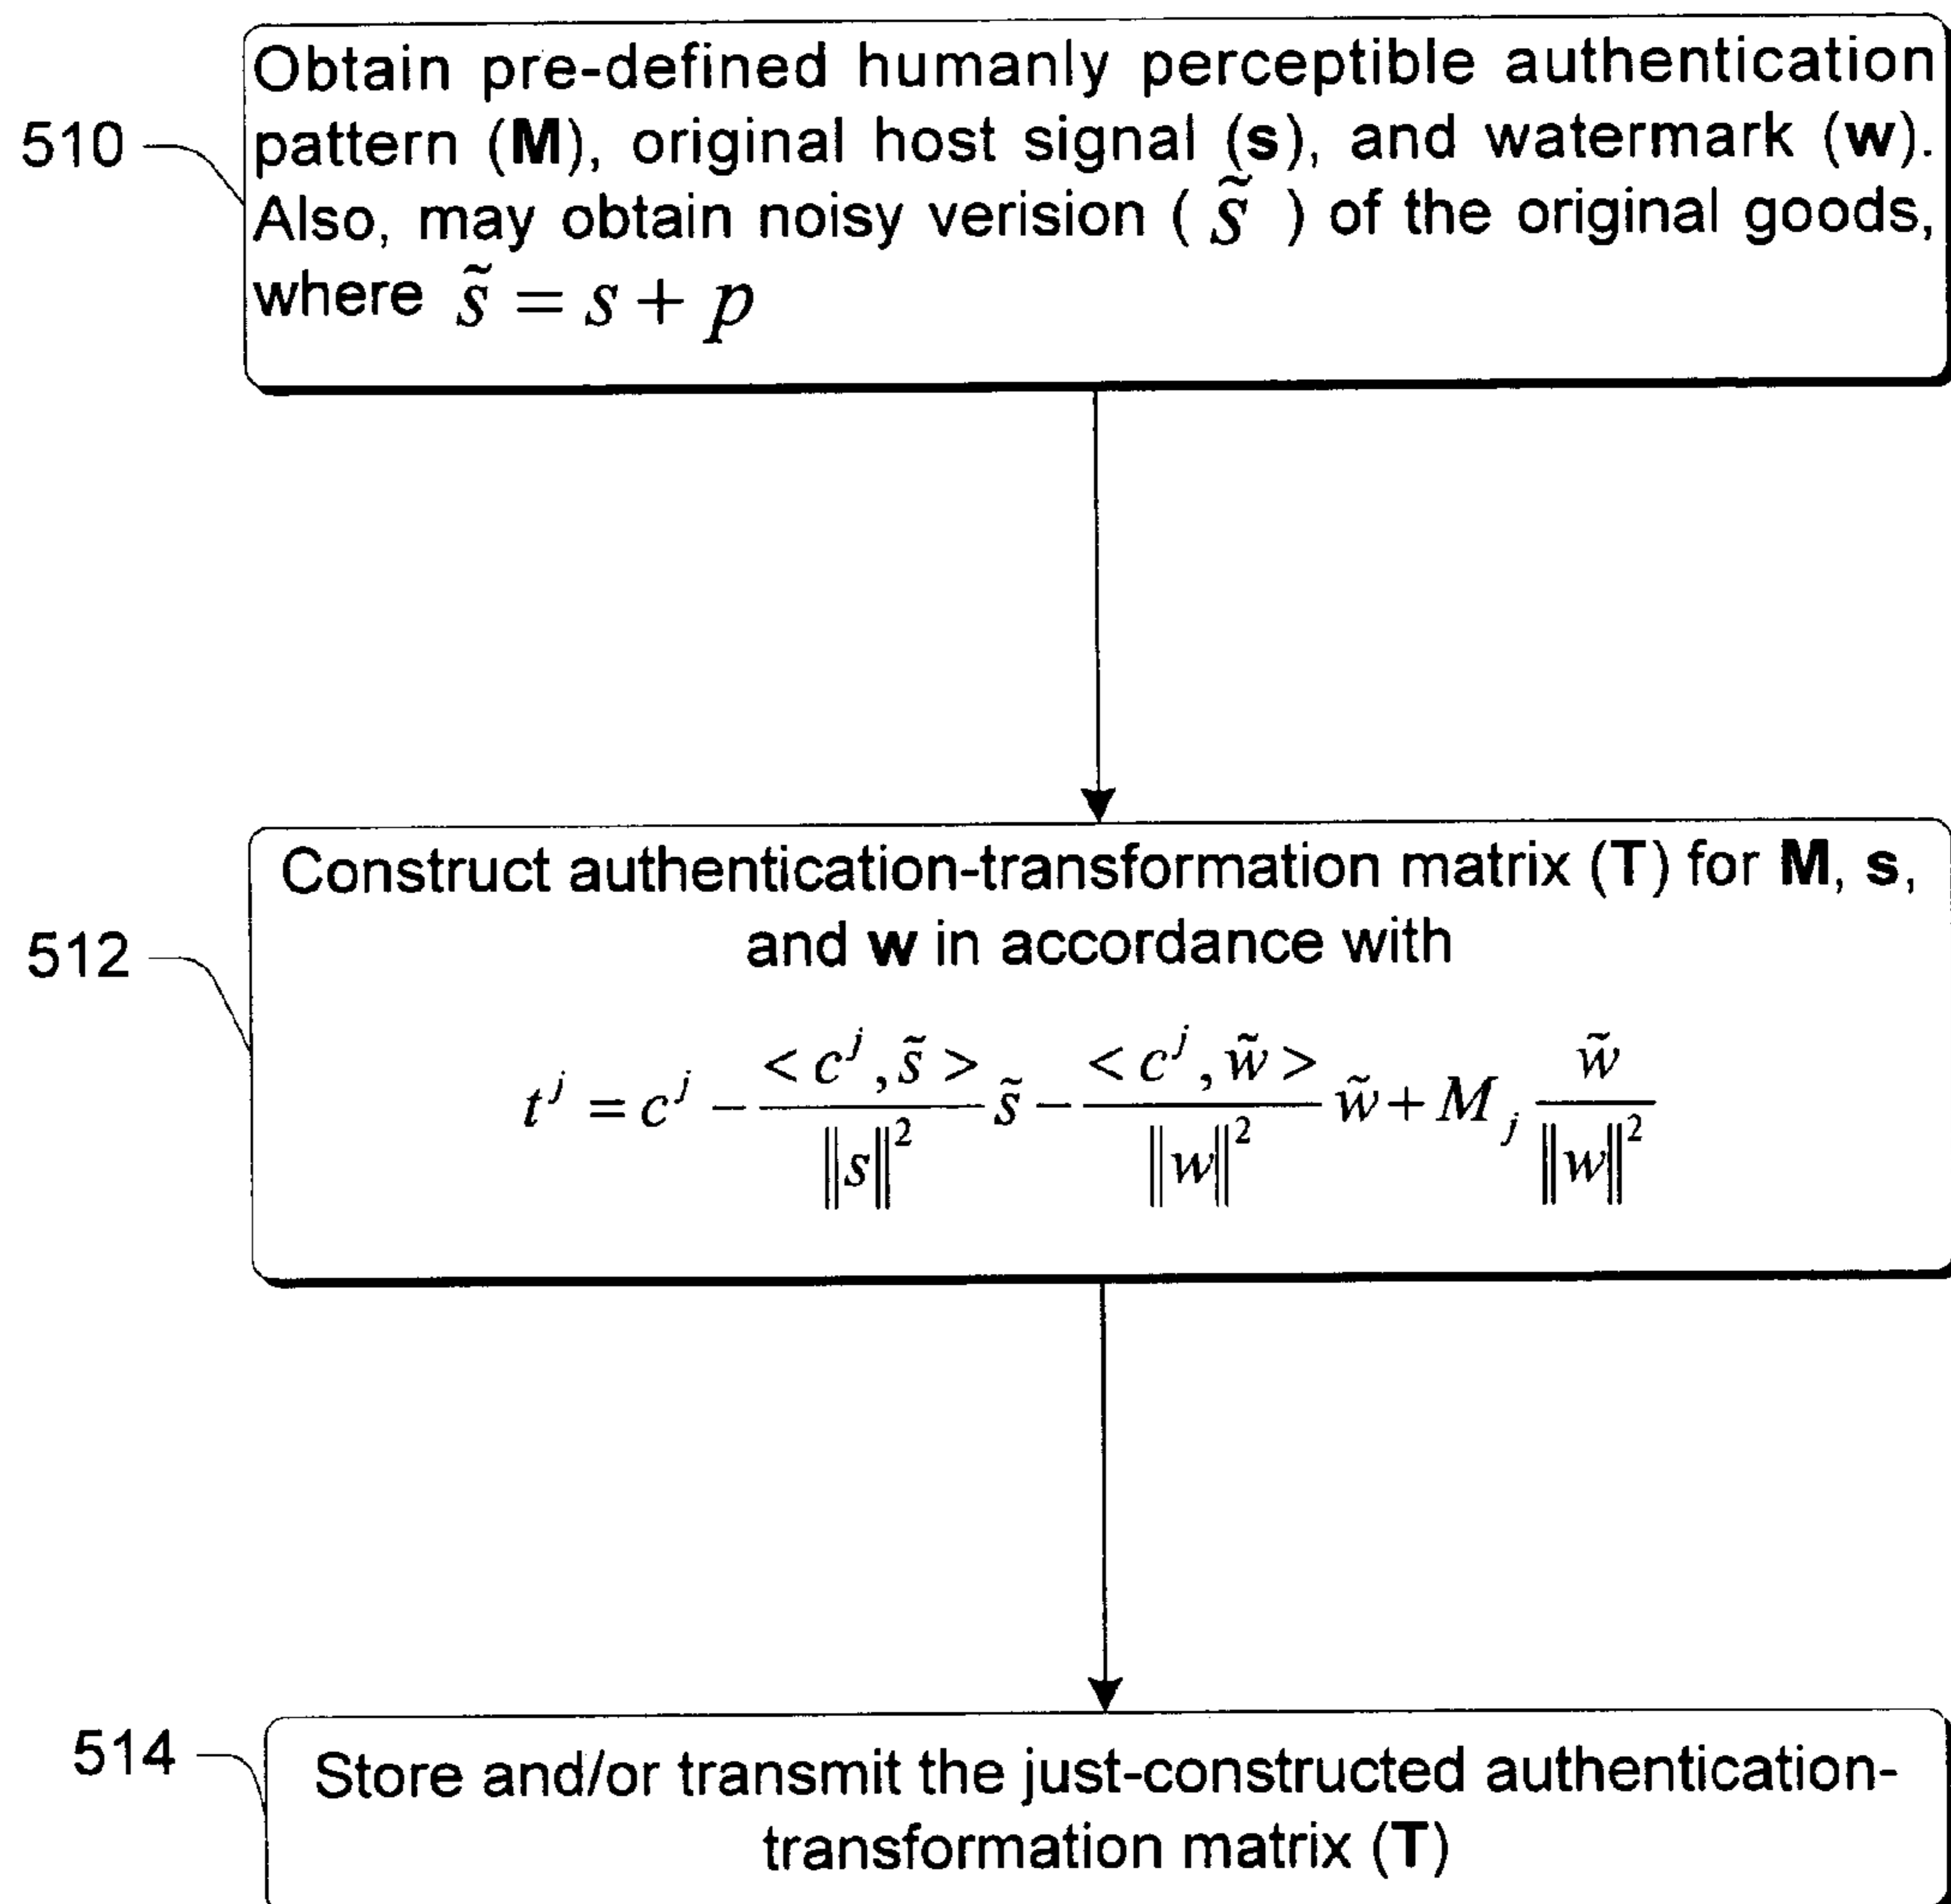 Obtain pre-defined humanly perceptible authentication
510
pattern (M), original host signal (s), and watermark (w).
Also, may obtain noisy verision ( s̃ ) of the original goods,
where s̃ = s + p
Construct authentication-transformation matrix (T) for M, s,
512
and w in accordance with
t^j = c^j − (< c^j , s̃ > / ‖s‖^2) s̃ − (< c^j , w̃ > / ‖w‖^2) w̃ + M_j (w̃ / ‖w‖^2)
514
Store and/or transmit the just-constructed authentication-
transformation matrix (T)